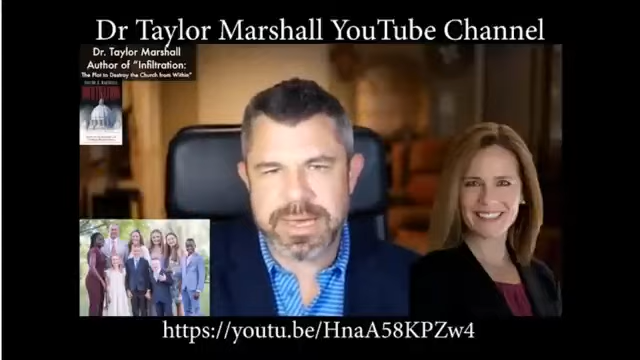 Dr Taylor Marshall YouTube Channel
Dr. Taylor Marshall
Author of "Infiltration:
The Plot to Destroy the Church from Within"
https://youtu.be/HnaA58KPZw4